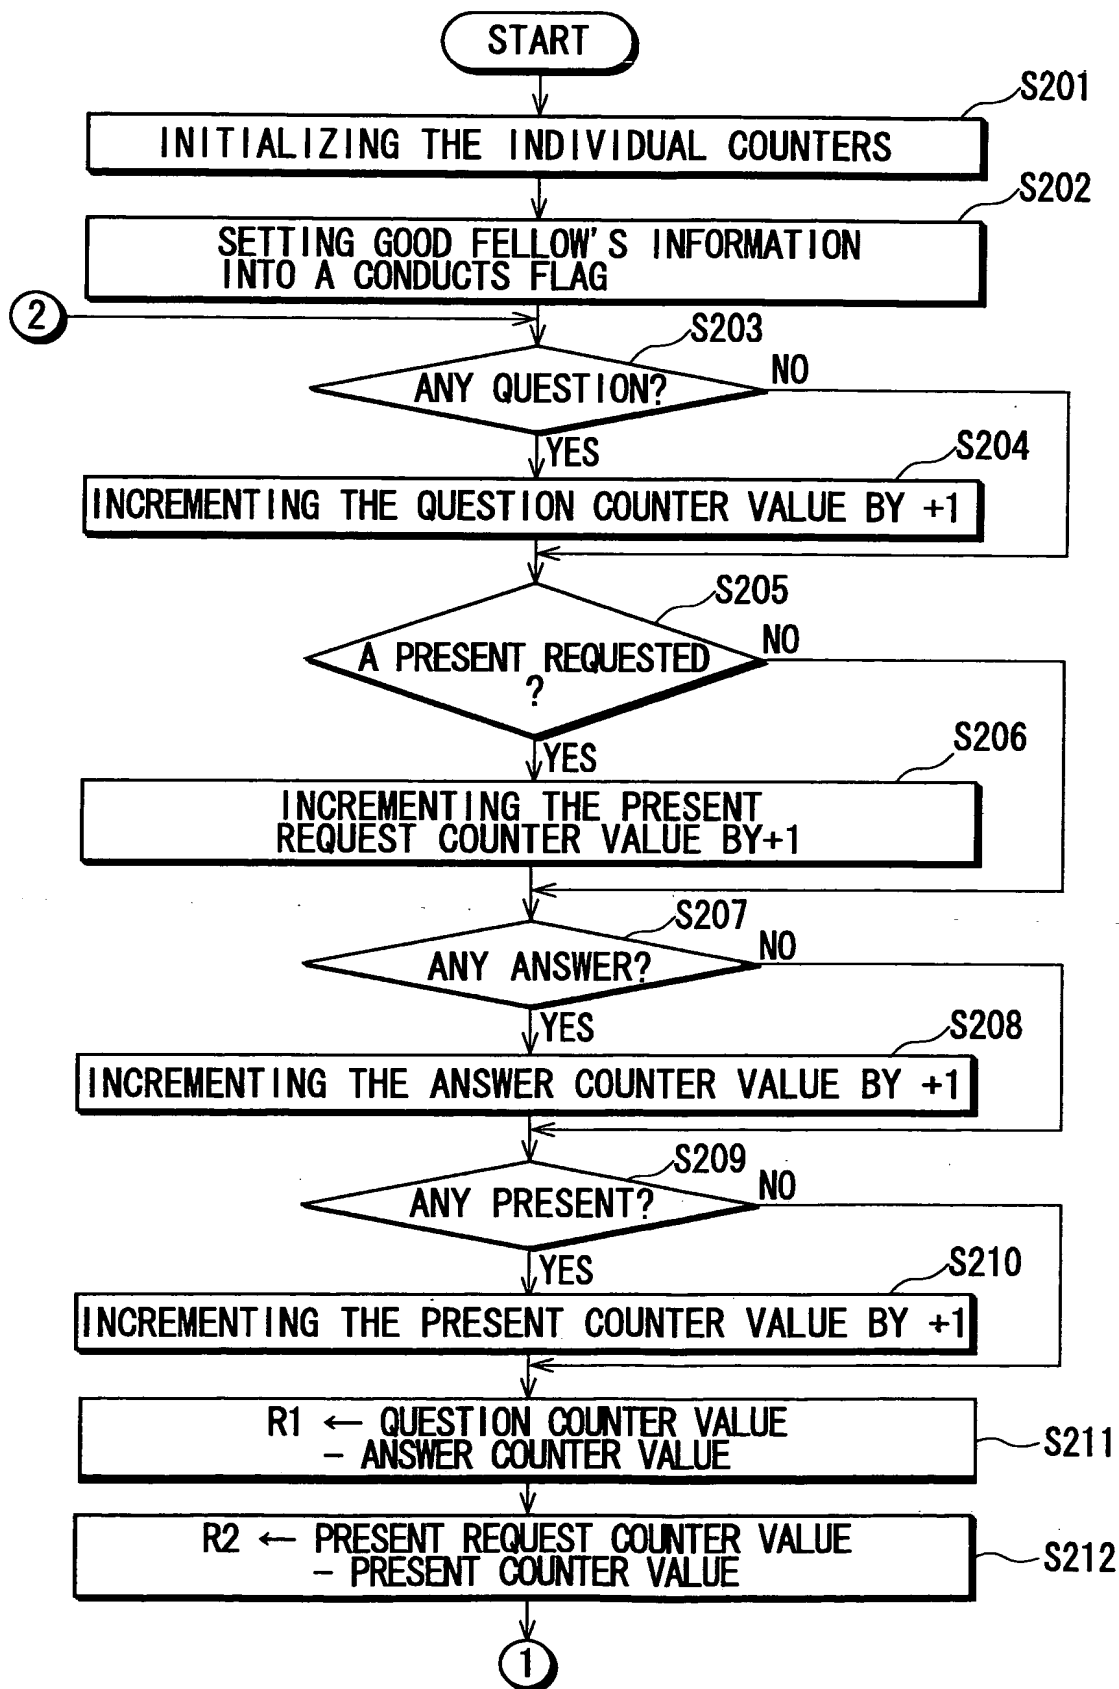 START
S201
INITIALIZING THE INDIVIDUAL COUNTERS
S202
SETTING GOOD FELLOW'S INFORMATION
INTO A CONDUCTS FLAG
2
S203
ANY QUESTION?
NO
YES
S204
INCREMENTING THE QUESTION COUNTER VALUE BY +1
S205
A PRESENT REQUESTED
?
NO
YES
S206
INCREMENTING THE PRESENT
REQUEST COUNTER VALUE BY+1
S207
ANY ANSWER?
NO
YES
S208
INCREMENTING THE ANSWER COUNTER VALUE BY +1
S209
ANY PRESENT?
NO
YES
S210
INCREMENTING THE PRESENT COUNTER VALUE BY +1
R1 ← QUESTION COUNTER VALUE
– ANSWER COUNTER VALUE
S211
R2 ← PRESENT REQUEST COUNTER VALUE
– PRESENT COUNTER VALUE
S212
1